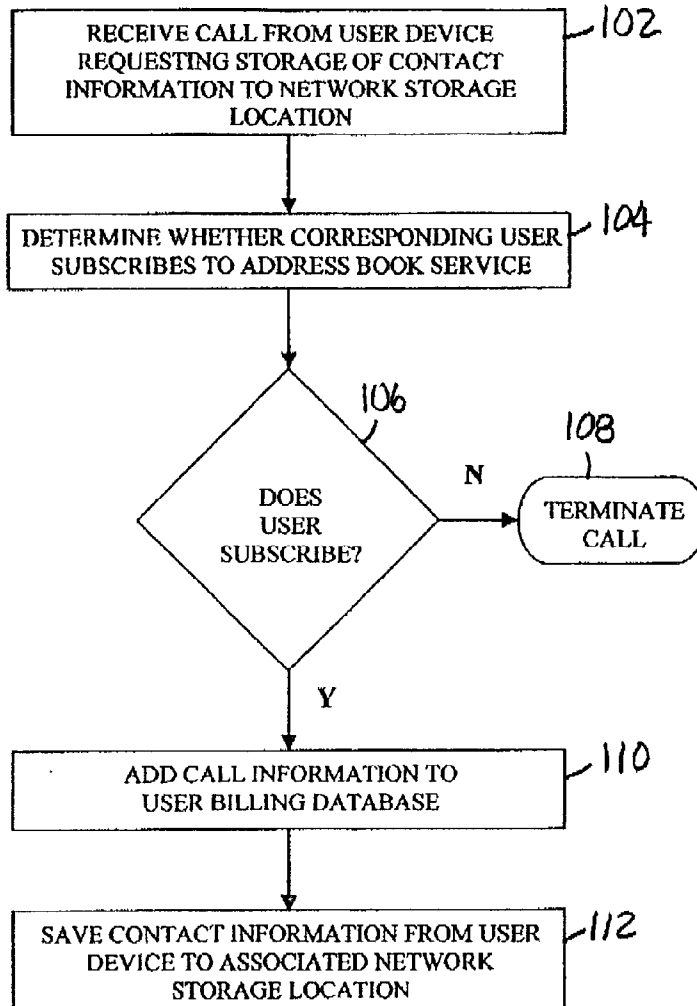 RECEIVE CALL FROM USER DEVICE
REQUESTING STORAGE OF CONTACT
INFORMATION TO NETWORK STORAGE
LOCATION
102
DETERMINE WHETHER CORRESPONDING USER
SUBSCRIBES TO ADDRESS BOOK SERVICE
104
106
DOES
USER
SUBSCRIBE?
N
108
TERMINATE
CALL
Y
ADD CALL INFORMATION TO
USER BILLING DATABASE
110
SAVE CONTACT INFORMATION FROM USER
DEVICE TO ASSOCIATED NETWORK
STORAGE LOCATION
112